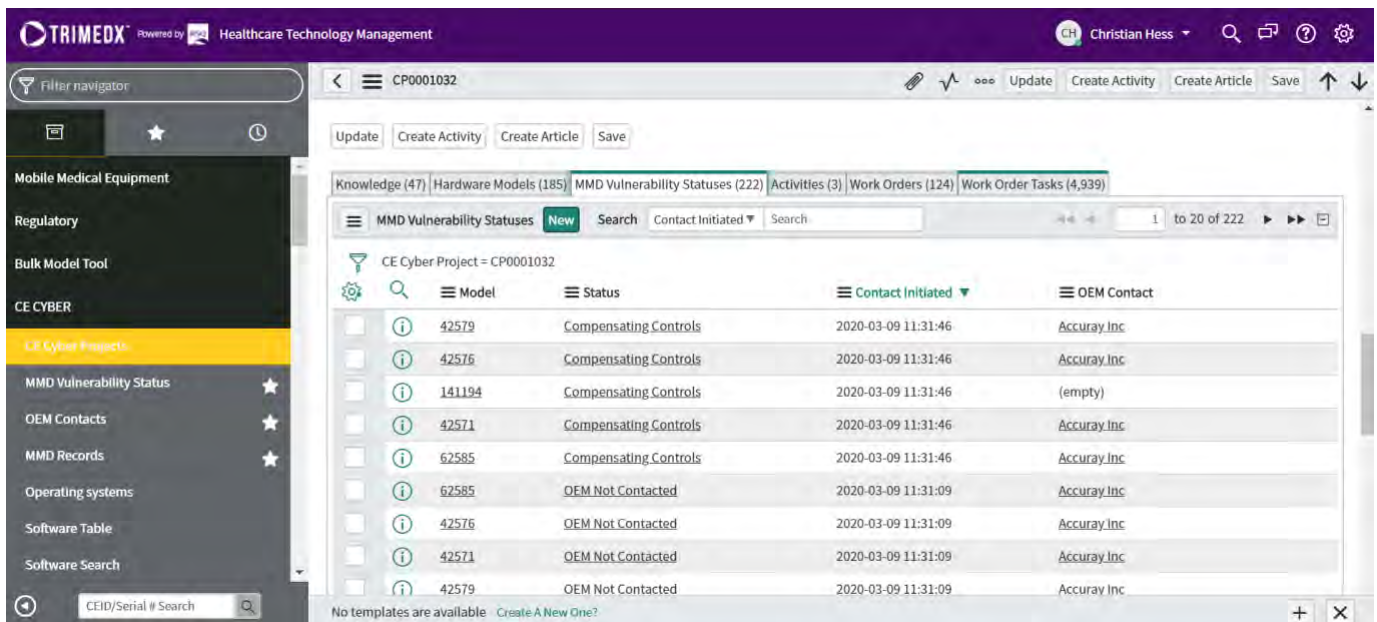 TRIMEDX Powered by Healthcare Technology Management
CH Christian Hess
Filter navigator
CP0001032
Update Create Activity Create Article Save
Update Create Activity Create Article Save
Mobile Medical Equipment
Regulatory
Bulk Model Tool
CE CYBER
CE Cyber Projects
MMD Vulnerability Status
OEM Contacts
MMD Records
Operating systems
Software Table
Software Search
CEID/Serial # Search
Knowledge (47) Hardware Models (185) MMD Vulnerability Statuses (222) Activities (3) Work Orders (124) Work Order Tasks (4,939)
MMD Vulnerability Statuses New Search Contact Initiated Search 1 to 20 of 222
CE Cyber Project = CP0001032
Model Status Contact Initiated OEM Contact
42579 Compensating Controls 2020-03-09 11:31:46 Accuray Inc
42576 Compensating Controls 2020-03-09 11:31:46 Accuray Inc
141194 Compensating Controls 2020-03-09 11:31:46 (empty)
42571 Compensating Controls 2020-03-09 11:31:46 Accuray Inc
62585 Compensating Controls 2020-03-09 11:31:46 Accuray Inc
62585 OEM Not Contacted 2020-03-09 11:31:09 Accuray Inc
42576 OEM Not Contacted 2020-03-09 11:31:09 Accuray Inc
42571 OEM Not Contacted 2020-03-09 11:31:09 Accuray Inc
42579 OEM Not Contacted 2020-03-09 11:31:09 Accuray Inc
No templates are available Create A New One?